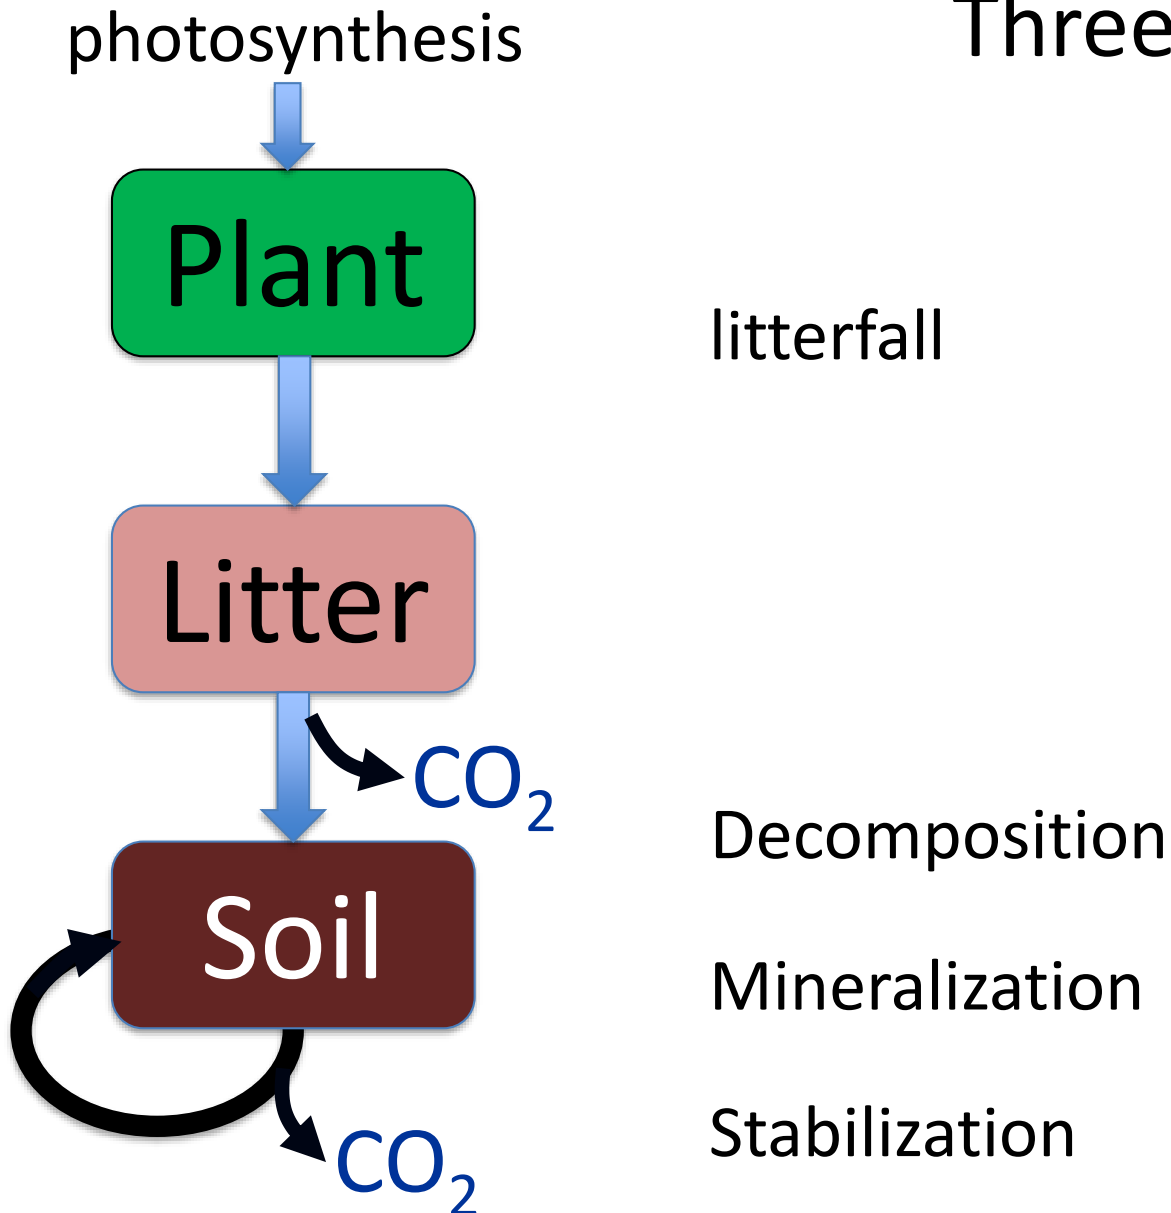 photosynthesis
Three
Plant
litterfall
Litter
CO₂
Decomposition
Soil
Mineralization
Stabilization
CO₂